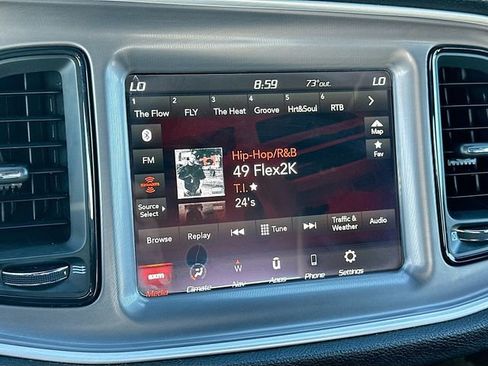 LO 8:59 73°out. LO
1 The Flow 2 FLY 3 The Heat 4 Groove 5 Hrt&Soul 6 RTB
Map
FM
Fav
Hip-Hop/R&B
49 Flex2K
T.I.
24's
SiriusXM
Source
Select
Browse Replay Tune Traffic &
Weather Audio
sxm
Media Climate W
Nav Apps Phone Settings